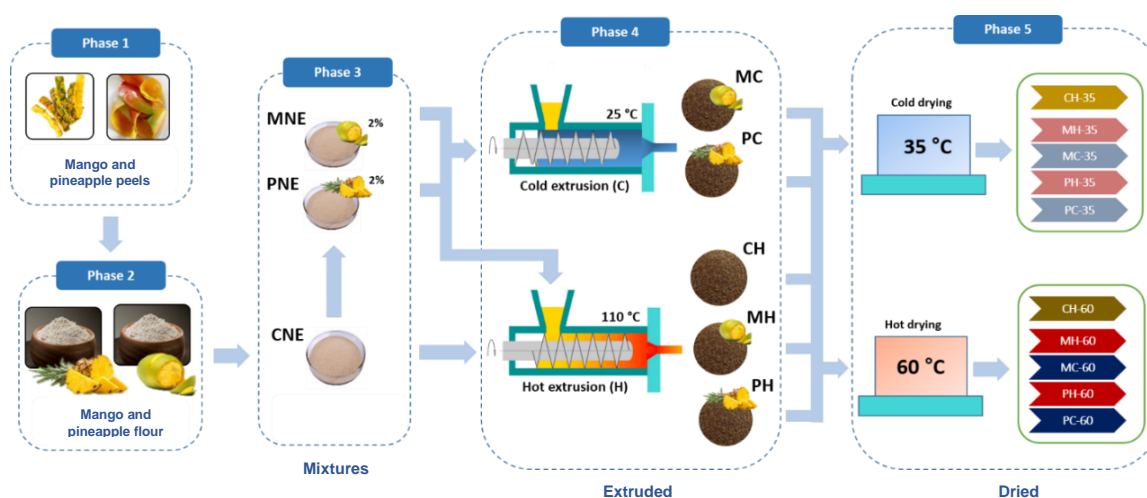 Phase 1
Mango and
pineapple peels
Phase 2
Mango and
pineapple flour
Phase 3
MNE
2%
PNE
2%
CNE
Mixtures
Phase 4
25 °C
Cold extrusion (C)
MC
PC
CH
110 °C
MH
Hot extrusion (H)
PH
Extruded
Phase 5
Cold drying
35 °C
CH-35
MH-35
MC-35
PH-35
PC-35
Hot drying
60 °C
CH-60
MH-60
MC-60
PH-60
PC-60
Dried